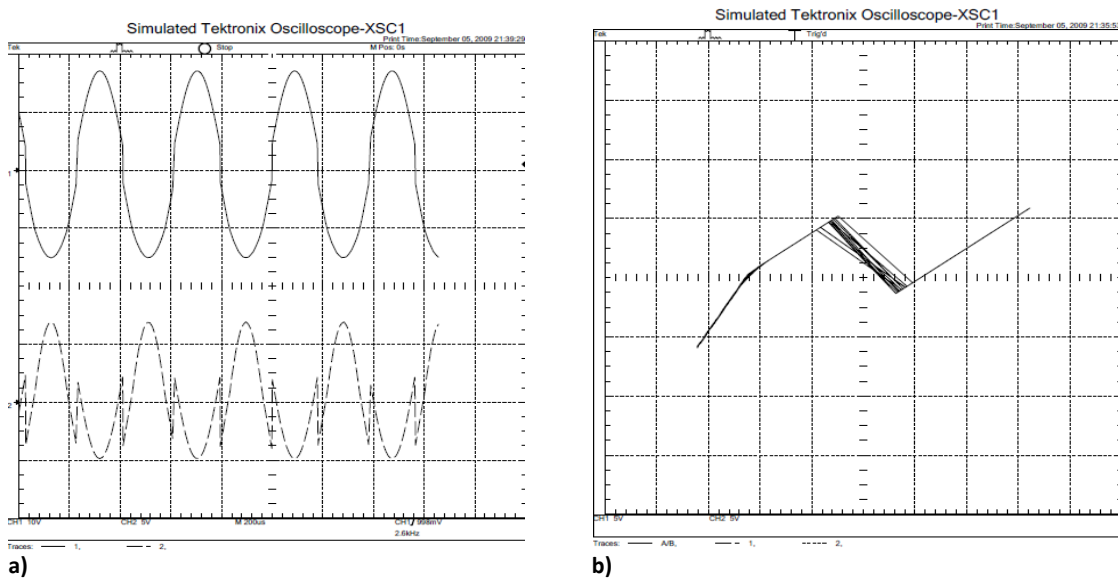 Simulated Tektronix Oscilloscope-XSC1
Print Time:September 05, 2009 21:39:29
Tek Stop M Pos: 0s
1
2
CH1 10V CH2 5V M 200us CH1 / 998mV
2.6kHz
Traces: 1, 2,
a)
Simulated Tektronix Oscilloscope-XSC1
Print Time:September 05, 2009 21:35:53
Tek Trig'd
CH1 5V CH2 5V
Traces: A/B, 1, 2,
b)